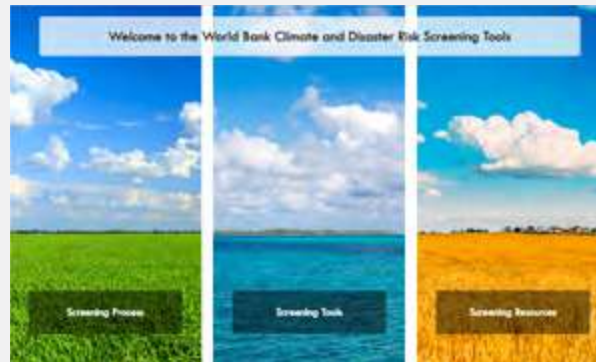 Welcome to the World Bank Climate and Disaster Risk Screening Tools
Screening Process
Screening Tools
Screening Resources